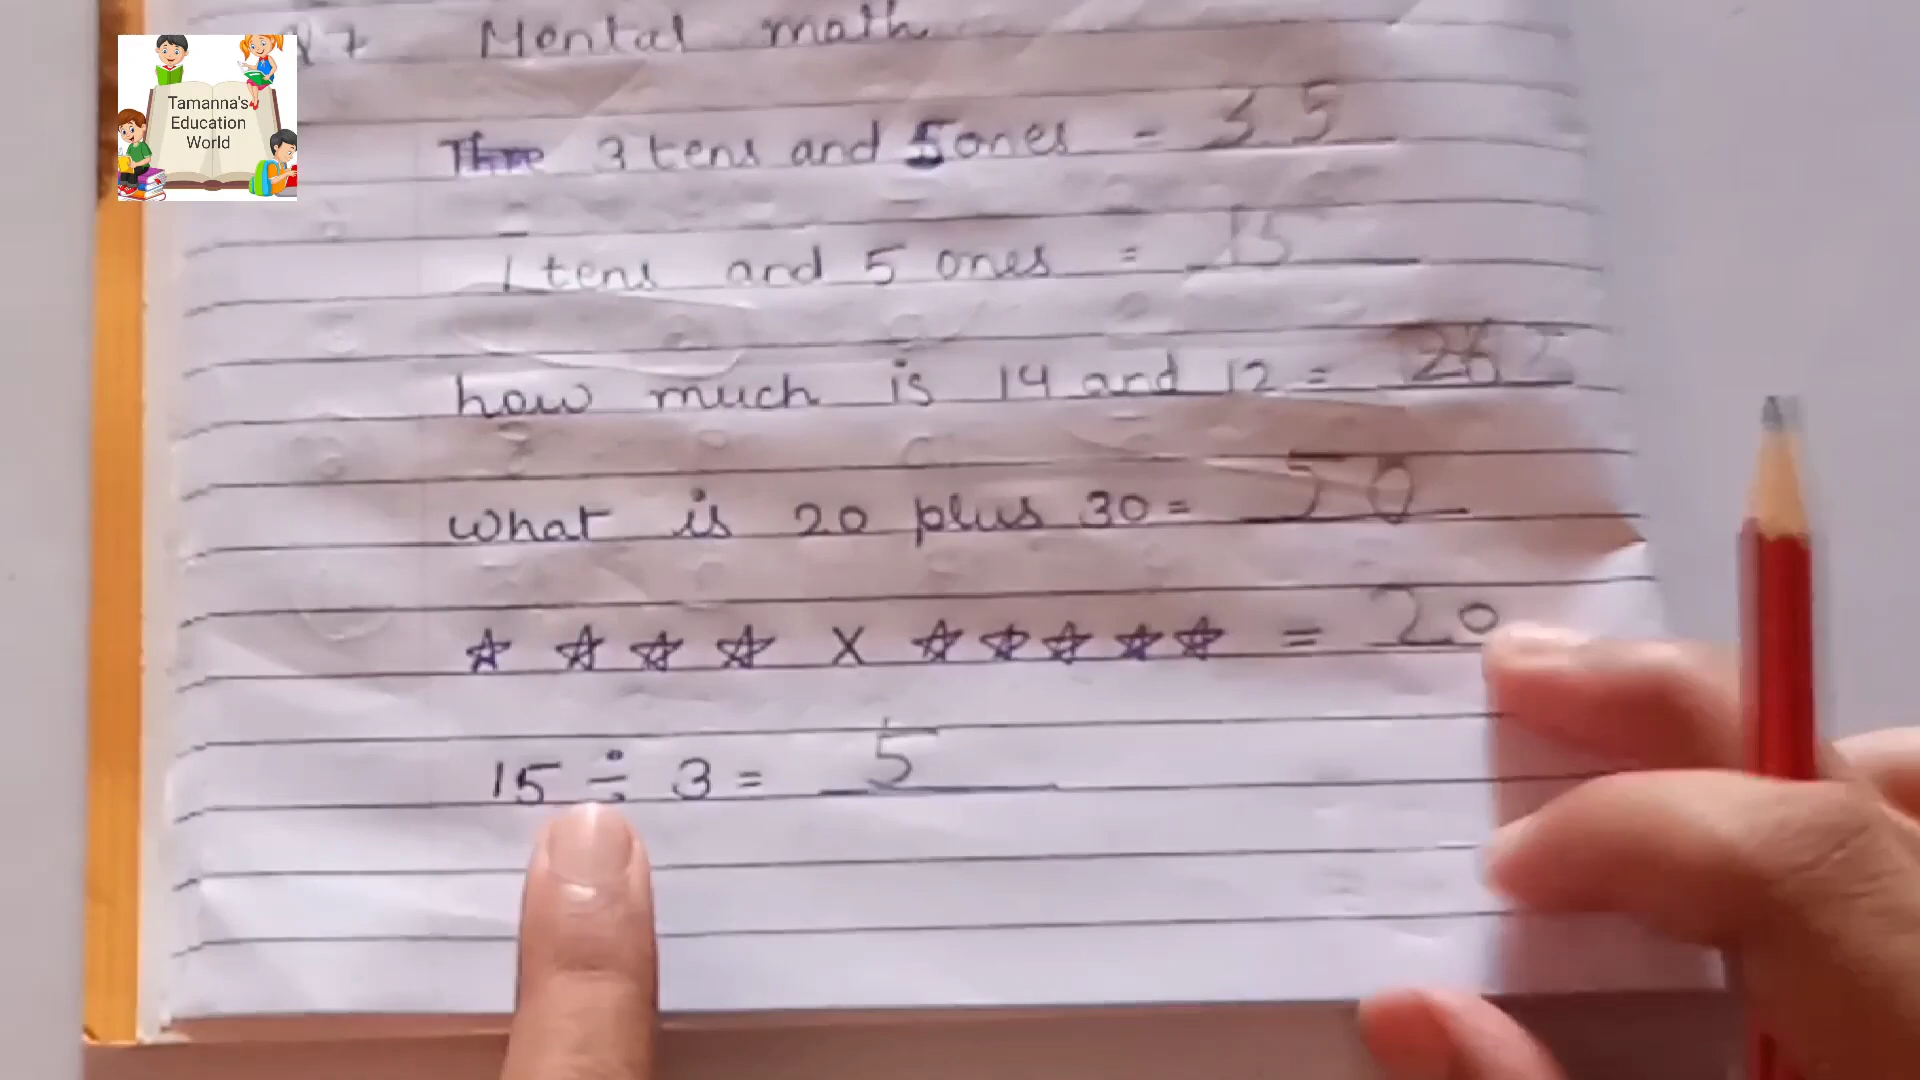 Tamanna's
Education
World
Mental math
3 tens and 5 ones - 35
1 tens and 5 ones = 15
how much is 14 and 12 = 26
what is 20 plus 30 = 50
☆ ☆ ☆ ☆ X ☆ ☆ ☆ ☆ ☆ = 20
15 ÷ 3 = 5